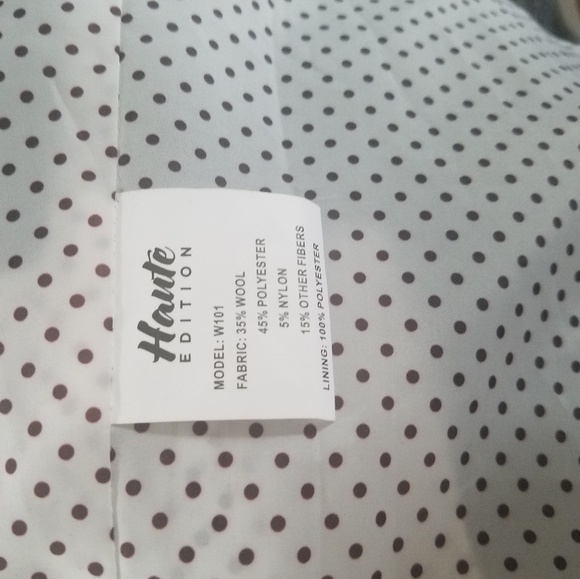 Haute
EDITION
MODEL: W101
FABRIC: 35% WOOL
45% POLYESTER
5% NYLON
15% OTHER FIBERS
LINING: 100% POLYESTER